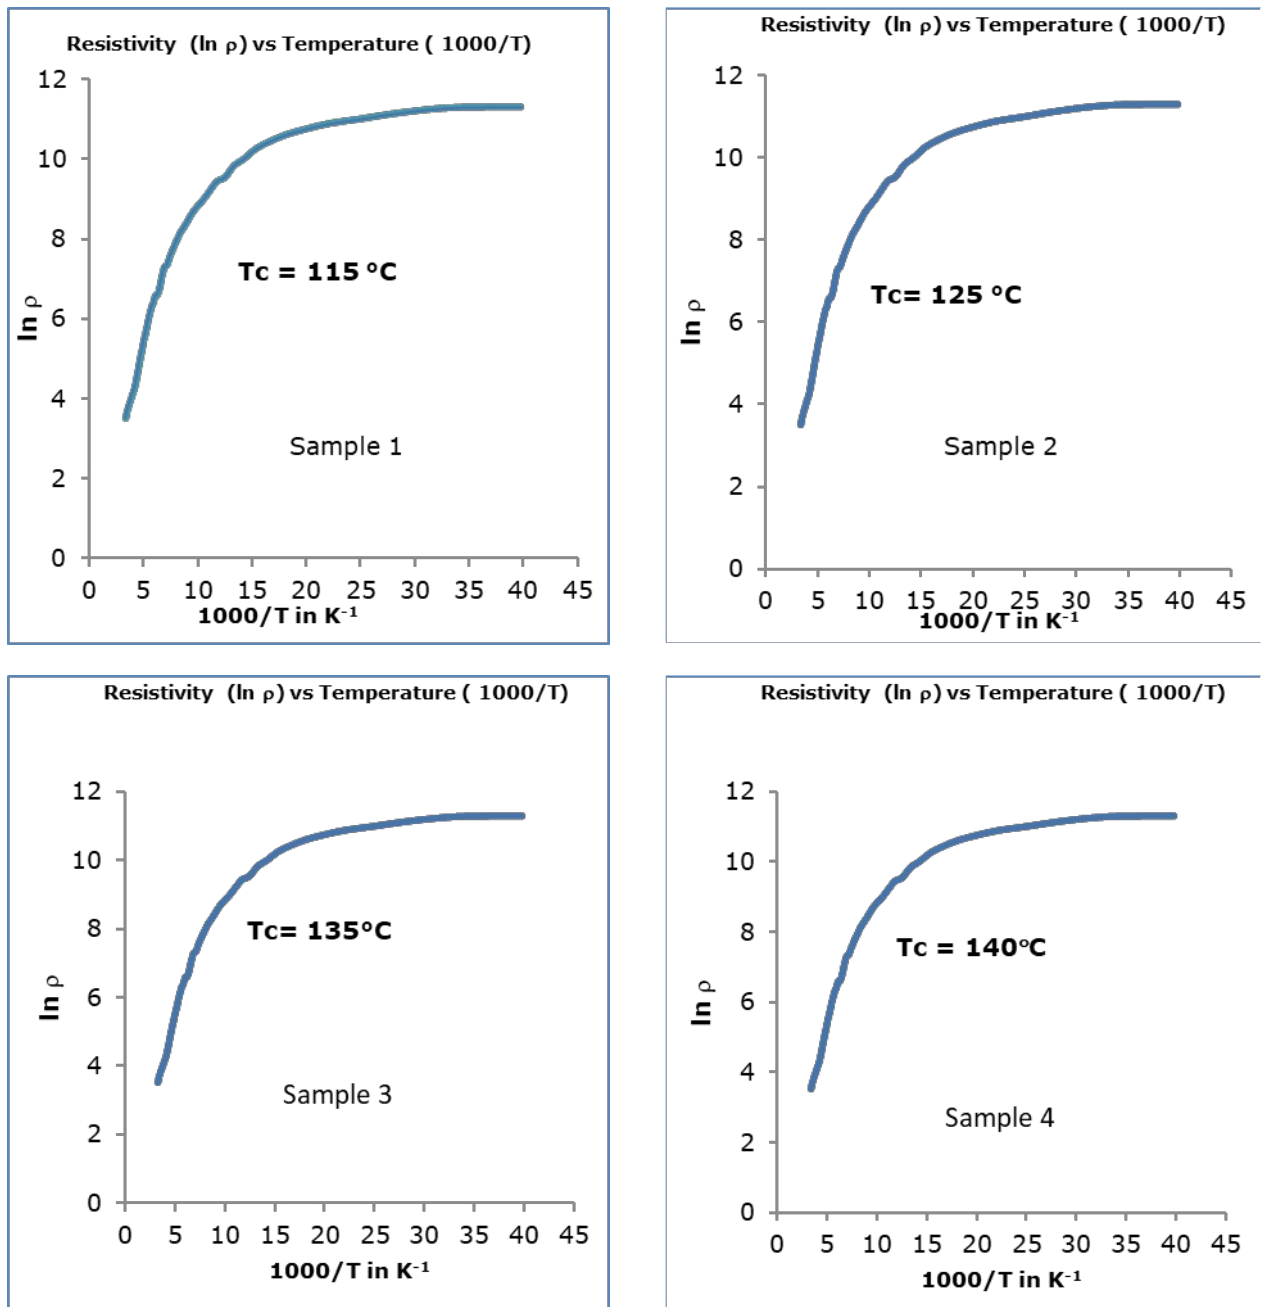 Resistivity (ln ρ) vs Temperature ( 1000/T)
12
10
8
6
4
2
0
ln ρ
Tc = 115 °C
Sample 1
0 5 10 15 20 25 30 35 40 45
1000/T in K⁻¹
Resistivity (ln ρ) vs Temperature ( 1000/T)
12
10
8
6
4
2
0
ln ρ
Tc= 125 °C
Sample 2
0 5 10 15 20 25 30 35 40 45
1000/T in K⁻¹
Resistivity (ln ρ) vs Temperature ( 1000/T)
12
10
8
6
4
2
0
ln ρ
Tc= 135°C
Sample 3
0 5 10 15 20 25 30 35 40 45
1000/T in K⁻¹
Resistivity (ln ρ) vs Temperature ( 1000/T)
12
10
8
6
4
2
0
ln ρ
Tc = 140°C
Sample 4
0 5 10 15 20 25 30 35 40 45
1000/T in K⁻¹